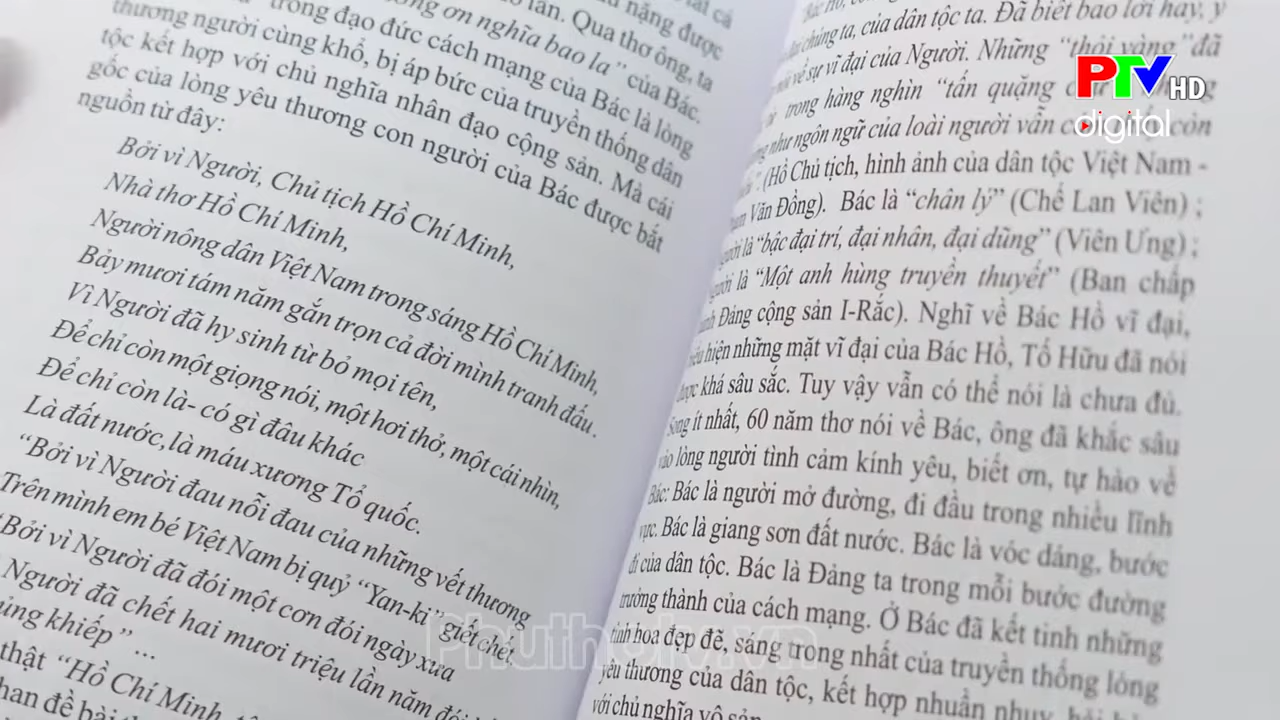 nặng được
ơn nghĩa bao la" của Bác.
trong đạo đức cách mạng của Bác là lòng
thương người cùng khổ, bị áp bức của truyền thống dân
tộc kết hợp với chủ nghĩa nhân đạo cộng sản. Mà cái
gốc của lòng yêu thương con người của Bác được bắt
nguồn từ đây:
Bởi vì Người, Chủ tịch Hồ Chí Minh,
Nhà thơ Hồ Chí Minh,
Người nông dân Việt Nam trong sáng Hồ Chí Minh,
Bảy mươi tám năm gắn trọn cả đời mình tranh đấu.
Vì Người đã hy sinh từ bỏ mọi tên,
Để chỉ còn một giọng nói, một hơi thở, một cái nhìn,
Để chỉ còn là- có gì đâu khác
Là đất nước, là máu xương Tổ quốc.
"Bởi vì Người đau nỗi đau của những vết thương
Trên mình em bé Việt Nam bị quỷ "Yan-ki" giết chết.
"Bởi vì Người đã đói một cơn đói ngày xưa
Người đã chết hai mươi triệu lần năm đói
khiếp"...
thật "Hồ Chí Minh,
đề bài
chúng ta, của dân tộc ta. Đã biết bao lời hay, ý
về sự vĩ đại của Người. Những "thỏi vàng" đã
trong hàng nghìn "tấn quặng
như ngôn ngữ của loài người vẫn còn
(Hồ Chủ tịch, hình ảnh của dân tộc Việt Nam -
Văn Đồng). Bác là "chân lý" (Chế Lan Viên) ;
là "bậc đại trí, đại nhân, đại dũng" (Viên Ưng) ;
là "Một anh hùng truyền thuyết" (Ban chấp
Đảng cộng sản I-Rắc). Nghĩ về Bác Hồ vĩ đại,
hiện những mặt vĩ đại của Bác Hồ, Tố Hữu đã nói
được khá sâu sắc. Tuy vậy vẫn có thể nói là chưa đủ.
Song ít nhất, 60 năm thơ nói về Bác, ông đã khắc sâu
vào lòng người tình cảm kính yêu, biết ơn, tự hào về
Bác: Bác là người mở đường, đi đầu trong nhiều lĩnh
vực. Bác là giang sơn đất nước. Bác là vóc dáng, bước
đi của dân tộc. Bác là Đảng ta trong mỗi bước đường
trưởng thành của cách mạng. Ở Bác đã kết tinh những
tinh hoa đẹp đẽ, sáng trong nhất của truyền thống lòng
yêu thương của dân tộc, kết hợp nhuần nhuỵ,
với chủ nghĩa vô sản
PTV HD
digital
Phuthotv.vn